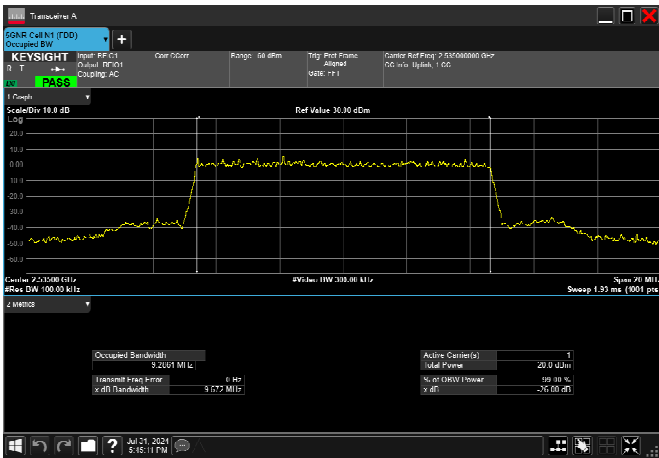 Transceiver A
5GNR Cell N1 (FDD)
Occupied BW
+
KEYSIGHT
Input: RFIO1
Corr CCorr
Range: -60 dBm
Trig: Pref Frame
Carrier Ref Freq: 2.535000000 GHz
R T
Output: RFIO1
Aligned
CC Info: Uplink, 1 CC
Coupling: AC
Gate: FFT
PASS
1 Graph
Scale/Div 10.0 dB
Ref Value 30.00 dBm
Log
20.0
10.0
0.00
-10.0
-20.0
-30.0
-40.0
-50.0
-60.0
Center 2.53500 GHz
#Video BW 300.00 kHz
Span 20 MHz
#Res BW 100.00 kHz
Sweep 1.93 ms (1001 pts
2 Metrics
Occupied Bandwidth
9.2861 MHz
Active Carrier(s)
1
Total Power
20.0 dBm
Transmit Freq Error
0 Hz
% of OBW Power
99.00 %
x dB Bandwidth
9.672 MHz
x dB
-26.00 dB
?
Jul 31, 2024
5:45:11 PM